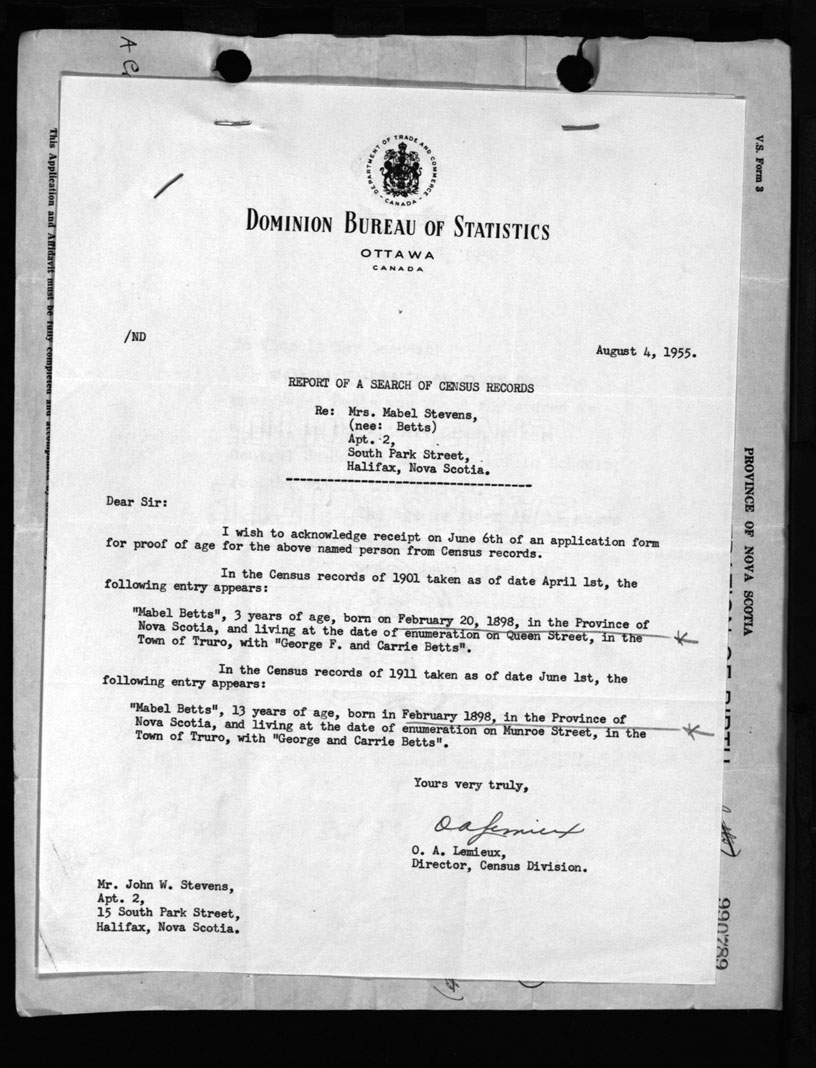 A
This Application and Affidavit must be fully completed and
V.S. Form 3
PROVINCE OF NOVA SCOTIA
DEPARTMENT OF TRADE AND COMMERCE
- CANADA -
DOMINION BUREAU OF STATISTICS
OTTAWA
CANADA
/ND
August 4, 1955.
REPORT OF A SEARCH OF CENSUS RECORDS
Re: Mrs. Mabel Stevens,
(nee: Betts)
Apt. 2,
South Park Street,
Halifax, Nova Scotia.
Dear Sir:
I wish to acknowledge receipt on June 6th of an application form
for proof of age for the above named person from Census records.
In the Census records of 1901 taken as of date April 1st, the
following entry appears:
"Mabel Betts", 3 years of age, born on February 20, 1898, in the Province of
Nova Scotia, and living at the date of enumeration on Queen Street, in the
Town of Truro, with "George F. and Carrie Betts".
In the Census records of 1911 taken as of date June 1st, the
following entry appears:
"Mabel Betts", 13 years of age, born in February 1898, in the Province of
Nova Scotia, and living at the date of enumeration on Munroe Street, in the
Town of Truro, with "George and Carrie Betts".
Yours very truly,
O A Lemieux
O. A. Lemieux,
Director, Census Division.
Mr. John W. Stevens,
Apt. 2,
15 South Park Street,
Halifax, Nova Scotia.